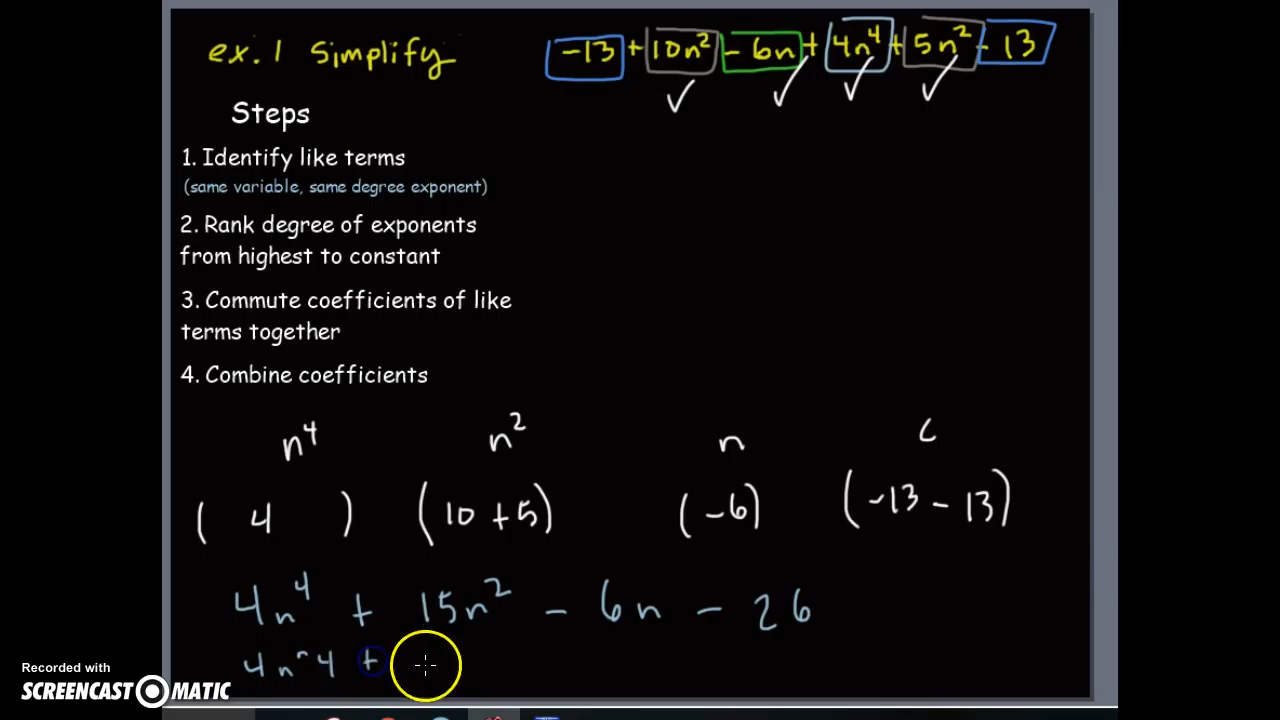 ex. 1 Simplify -13 + 10n² - 6n + 4n⁴ + 5n² - 13
Steps
1. Identify like terms
(same variable, same degree exponent)
2. Rank degree of exponents
from highest to constant
3. Commute coefficients of like
terms together
4. Combine coefficients
n⁴ n² n c
( 4 ) (10 + 5) (-6) (-13 - 13)
4n⁴ + 15n² - 6n - 26
4n^4 +
Recorded with
SCREENCAST-O-MATIC